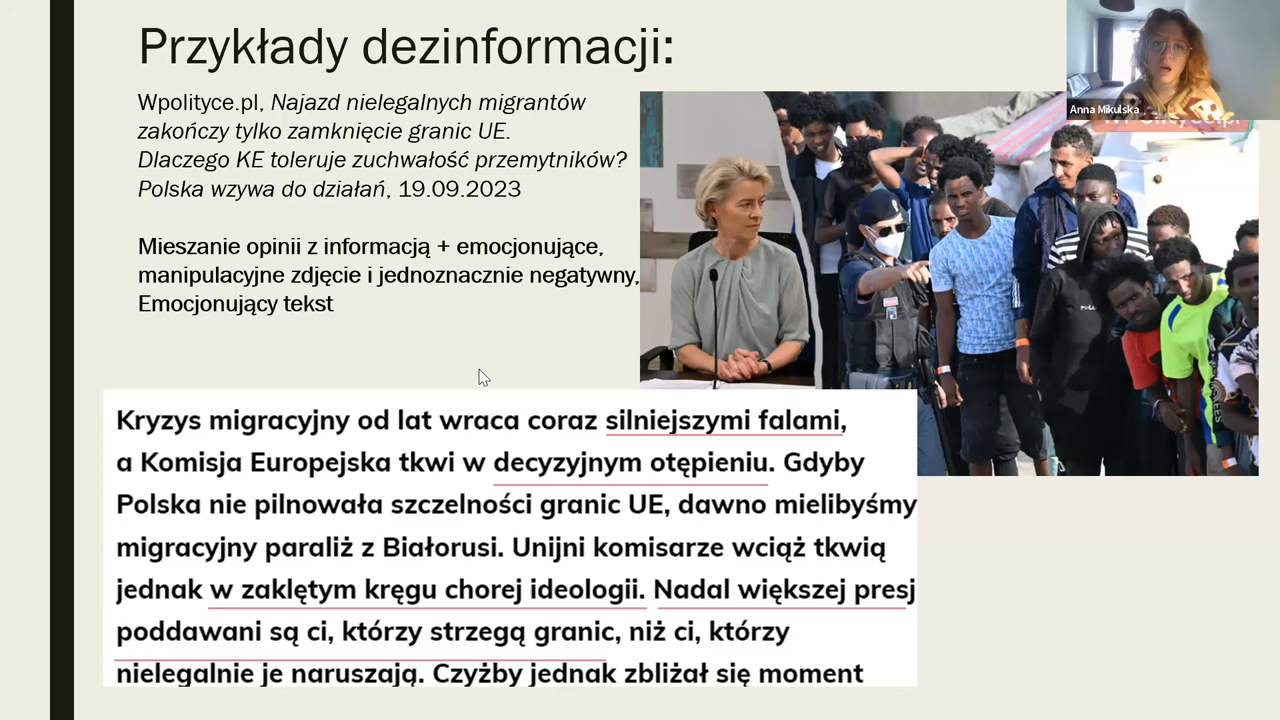 Przykłady dezinformacji:
Anna Mikulska
Wpolityce.pl, Najazd nielegalnych migrantów
zakończy tylko zamknięcie granic UE.
Dlaczego KE toleruje zuchwałość przemytników?
Polska wzywa do działań, 19.09.2023
Mieszanie opinii z informacją + emocjonujące,
manipulacyjne zdjęcie i jednoznacznie negatywny,
Emocjonujący tekst
Kryzys migracyjny od lat wraca coraz silniejszymi falami,
a Komisja Europejska tkwi w decyzyjnym otępieniu. Gdyby
Polska nie pilnowała szczelności granic UE, dawno mielibyśmy
migracyjny paraliż z Białorusi. Unijni komisarze wciąż tkwią
jednak w zaklętym kręgu chorej ideologii. Nadal większej presj
poddawani są ci, którzy strzegą granic, niż ci, którzy
nielegalnie je naruszają. Czyżby jednak zbliżał się moment